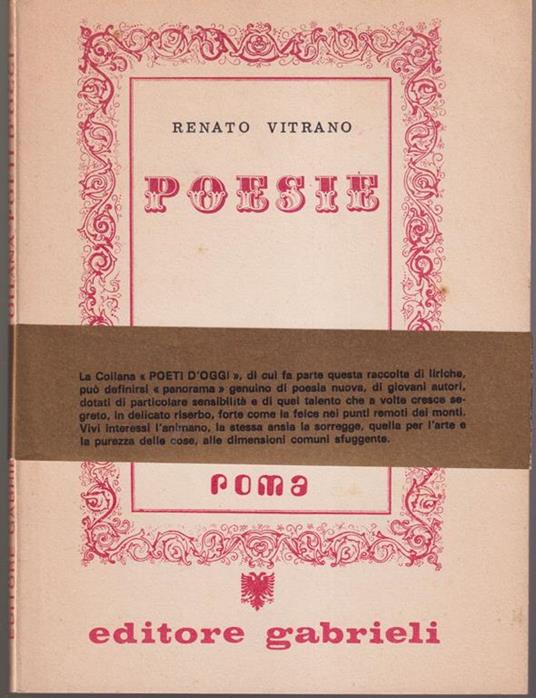 RENATO VITRANO
POESIE
La Collana « POETI D'OGGI », di cui fa parte questa raccolta di liriche,
può definirsi « panorama » genuino di poesia nuova, di giovani autori,
dotati di particolare sensibilità e di quel talento che a volte cresce se-
greto, in delicato riserbo, forte come la felce nei punti remoti dei monti.
Vivi interessi l'animano, la stessa ansia la sorregge, quella per l'arte e
la purezza delle cose, alle dimensioni comuni sfuggente.
roma
editore gabrieli